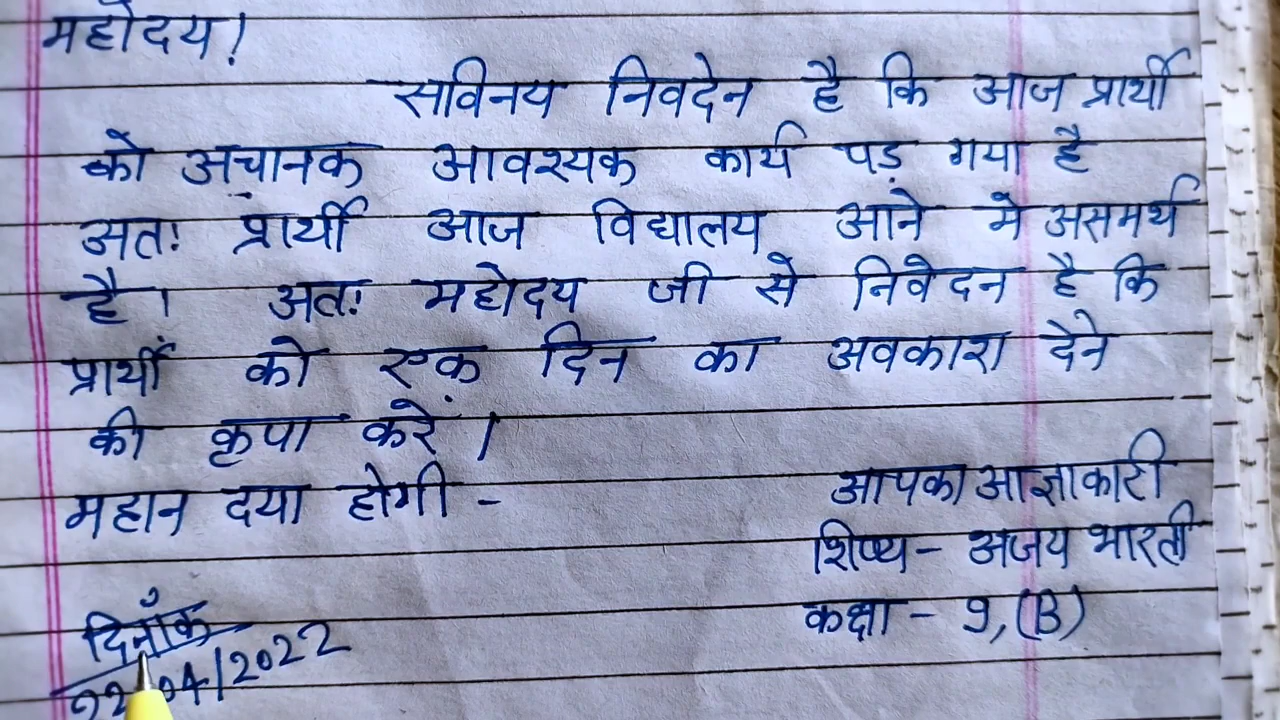 महोदय!
सविनय निवदेन है कि आज प्रार्थी
को अचानक आवश्यक कार्य पड़ गया है
अतः प्रार्थी आज विद्यालय आने मे असमर्थ
है। अतः महोदय जी से निवेदन है कि
प्रार्थी को एक दिन का अवकाश देने
की कृपा करें।
महान दया होगी -
आपका आज्ञाकारी
शिष्य - अजय भारती
कक्षा - 9, (B)
दिनाँक
04/2022